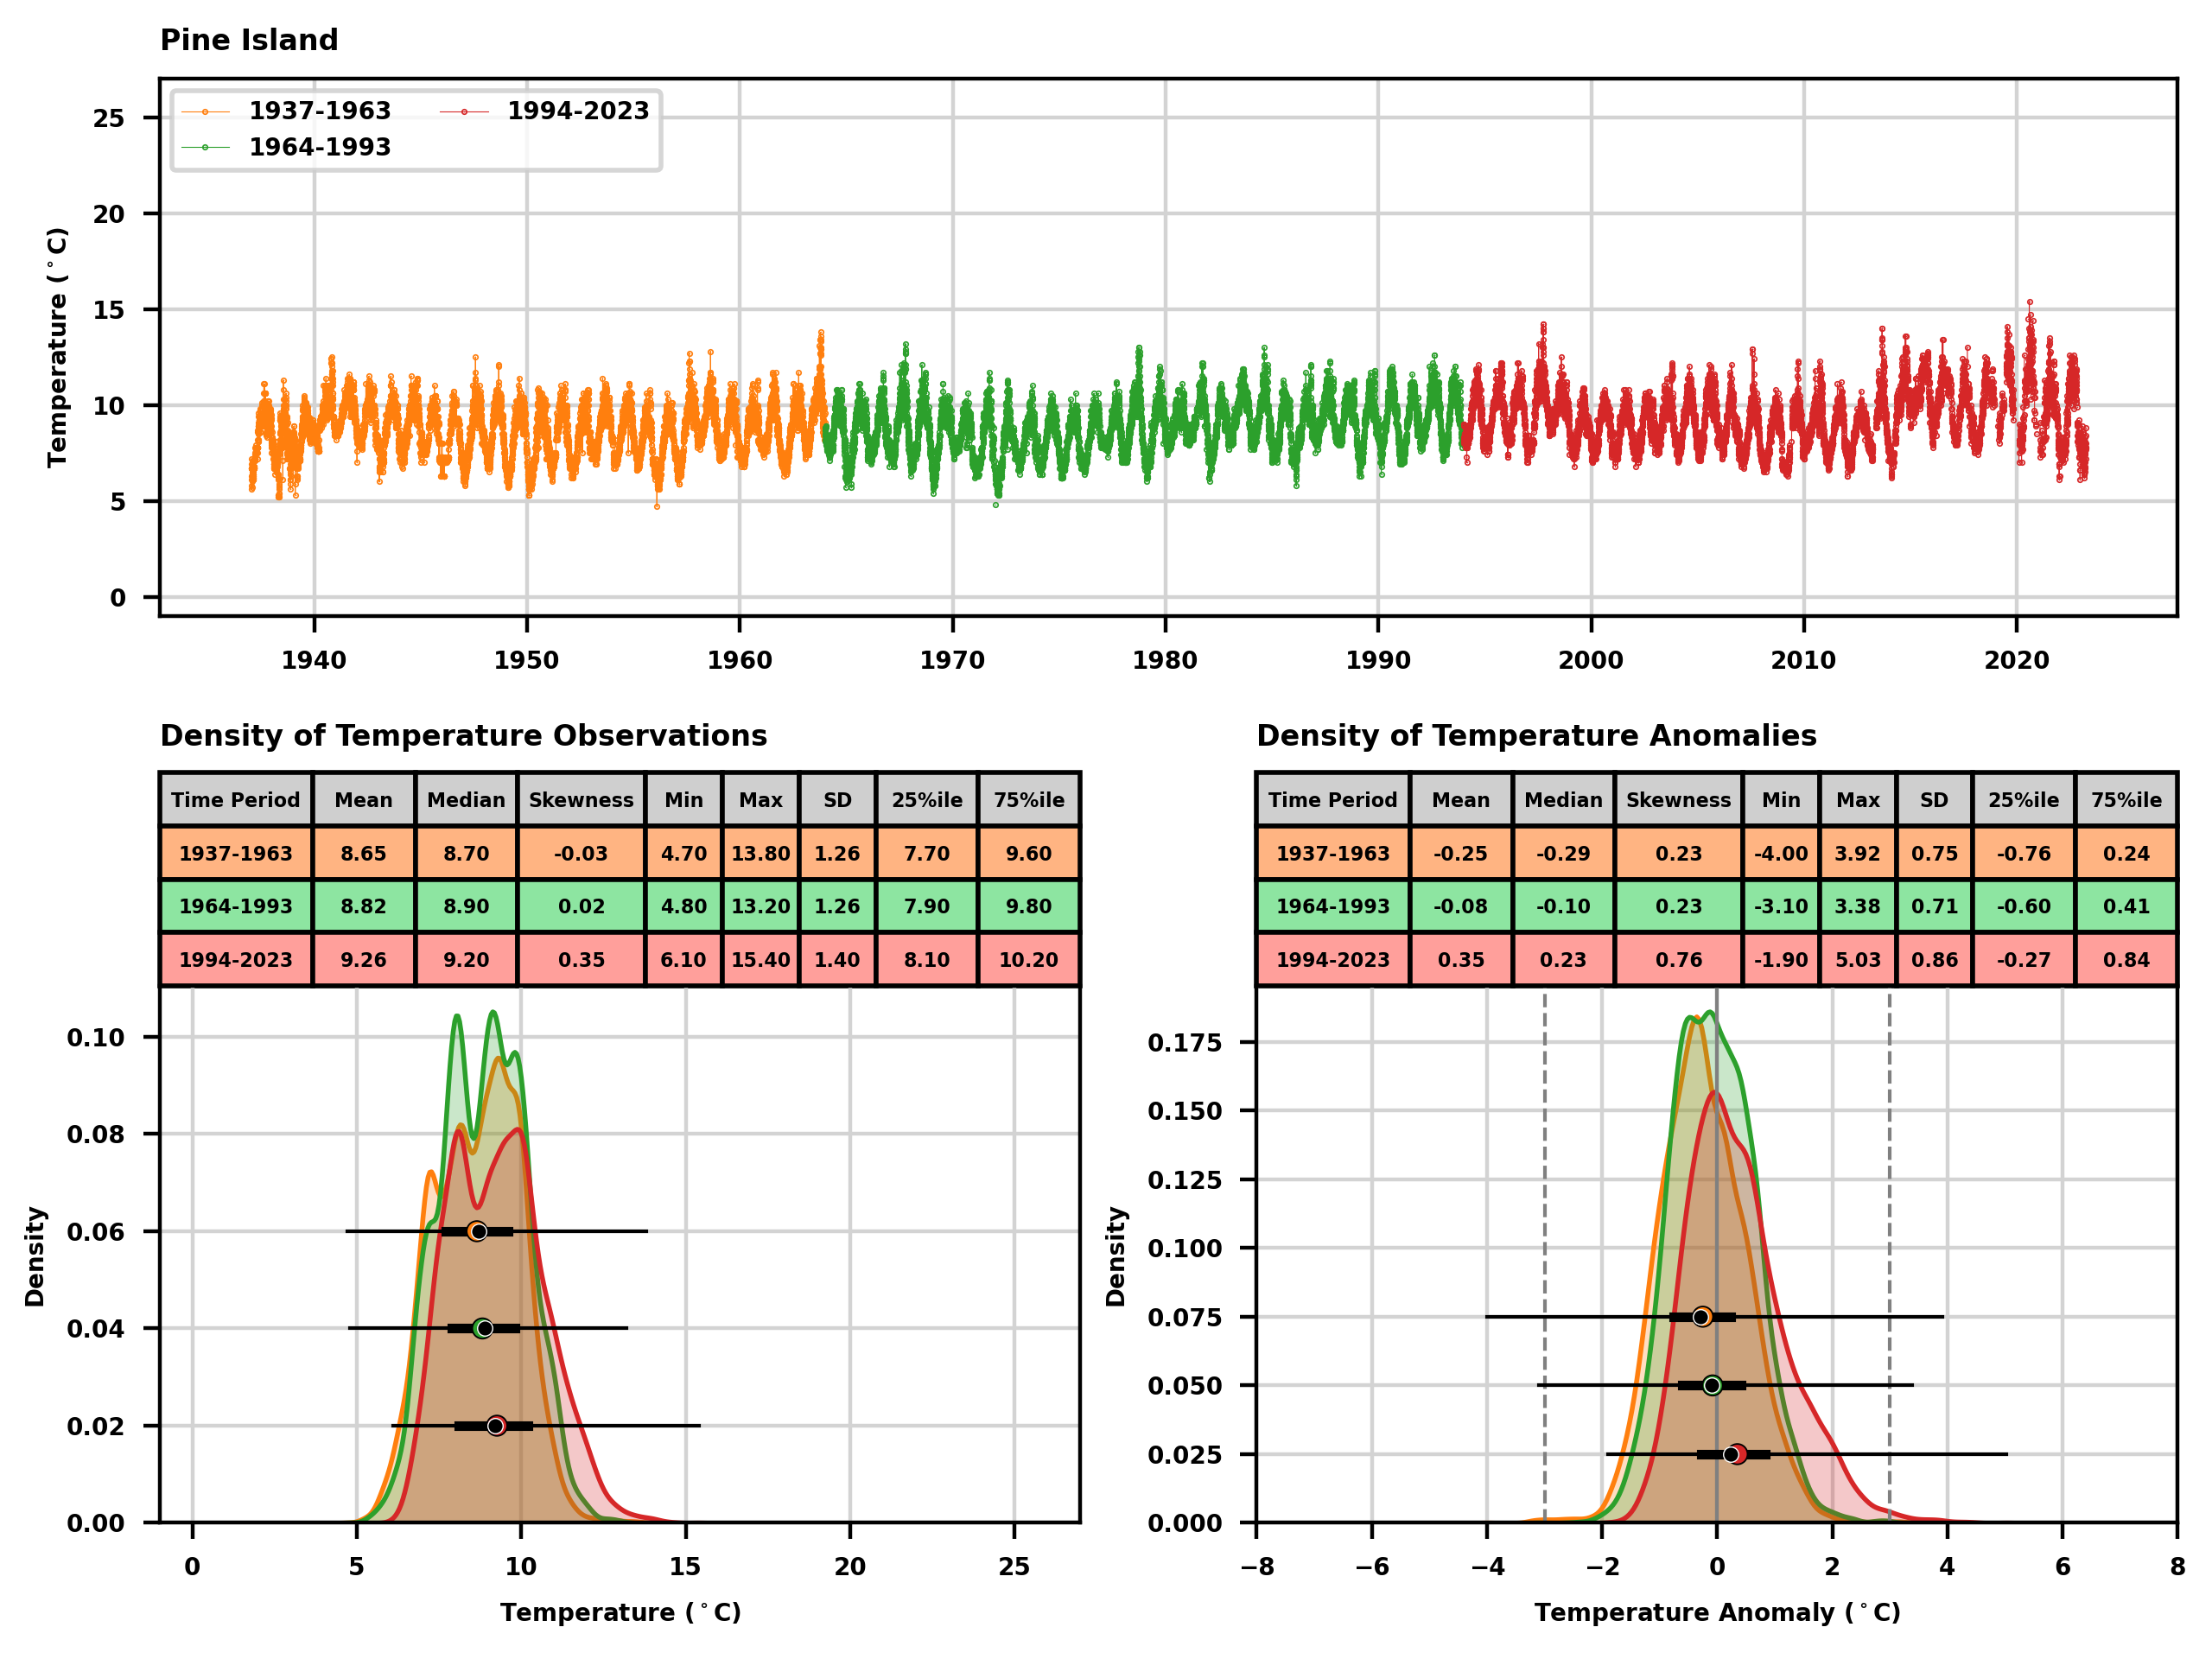 Pine Island
1937-1963
1994-2023
1964-1993
25
20
15
10
5
0
Temperature (°C)
1940 1950 1960 1970 1980 1990 2000 2010 2020
Density of Temperature Observations
Time Period Mean Median Skewness Min Max SD 25%ile 75%ile
1937-1963 8.65 8.70 -0.03 4.70 13.80 1.26 7.70 9.60
1964-1993 8.82 8.90 0.02 4.80 13.20 1.26 7.90 9.80
1994-2023 9.26 9.20 0.35 6.10 15.40 1.40 8.10 10.20
0.10
0.08
0.06
0.04
0.02
0.00
Density
0 5 10 15 20 25
Temperature (°C)
Density of Temperature Anomalies
Time Period Mean Median Skewness Min Max SD 25%ile 75%ile
1937-1963 -0.25 -0.29 0.23 -4.00 3.92 0.75 -0.76 0.24
1964-1993 -0.08 -0.10 0.23 -3.10 3.38 0.71 -0.60 0.41
1994-2023 0.35 0.23 0.76 -1.90 5.03 0.86 -0.27 0.84
0.175
0.150
0.125
0.100
0.075
0.050
0.025
0.000
Density
−8 −6 −4 −2 0 2 4 6 8
Temperature Anomaly (°C)